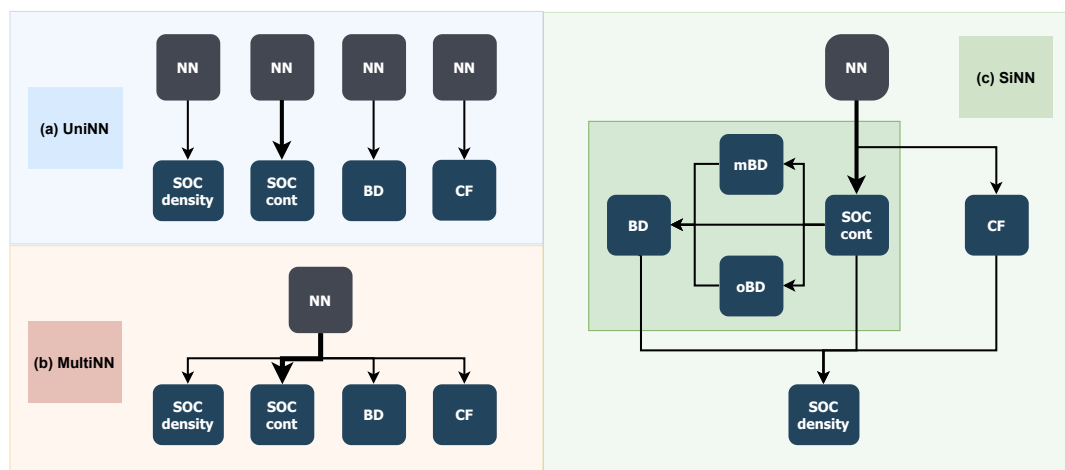 (a) UniNN
NN
NN
NN
NN
SOC
density
SOC
cont
BD
CF
(b) MultiNN
NN
SOC
density
SOC
cont
BD
CF
(c) SiNN
NN
mBD
BD
SOC
cont
CF
oBD
SOC
density